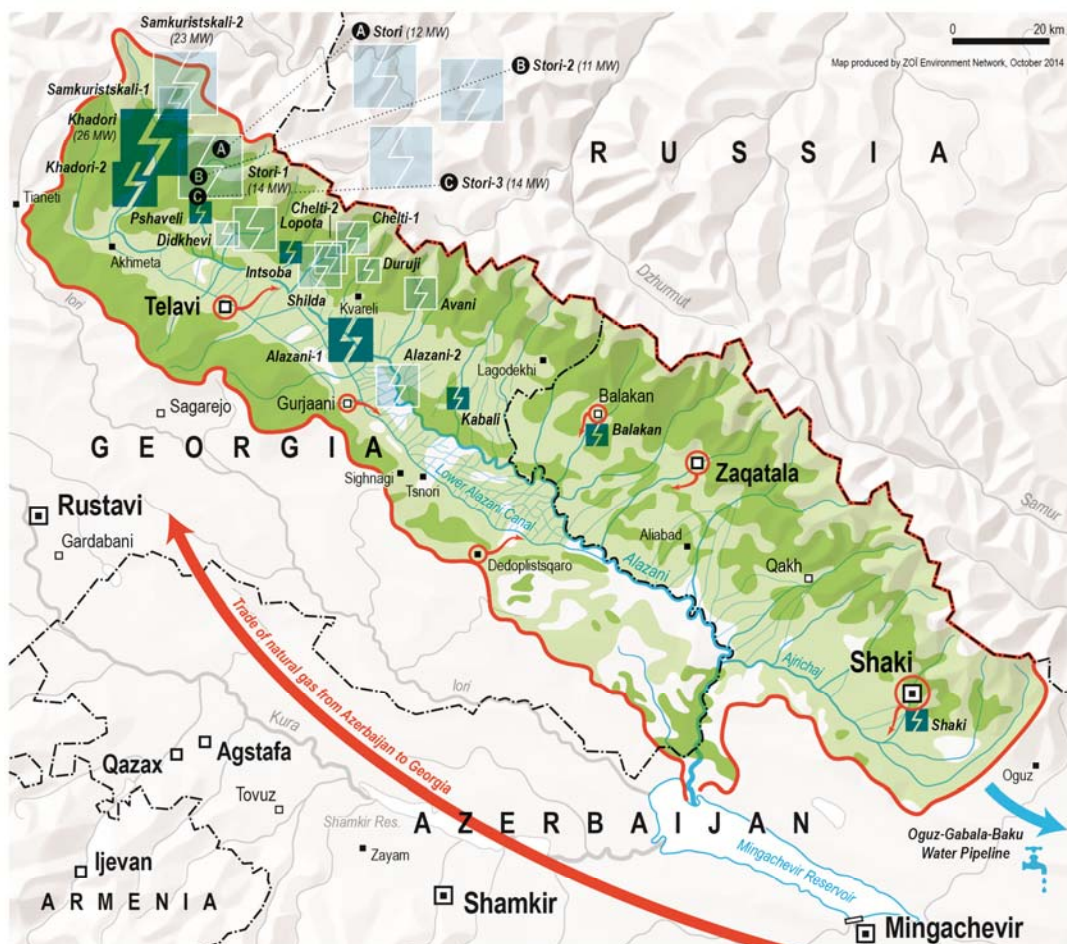 Samkuristskali-2
(23 MW)
A Stori (12 MW)
0 20 km
B Stori-2 (11 MW)
Map produced by ZOÏ Environment Network, October 2014
Samkuristskali-1
Khadori
(26 MW)
A
R U S S I A
Khadori-2
B
Stori-1
(14 MW)
C
C Stori-3 (14 MW)
Tianeti
Pshaveli
Chelti-2
Chelti-1
Lopota
Didkhevi
Akhmeta
Intsoba
Duruji
Dzhurmut
Iori
Telavi
Shilda
Kvareli
Avani
Alazani-1
Alazani-2
Lagodekhi
Gurjaani
Kabali
Balakan
Balakan
Sagarejo
G E O R G I A
Sighnagi
Tsnori
Zaqatala
Lower Alazani Canal
Samur
Rustavi
Gardabani
Aliabad
Alazani
Dedoplistsqaro
Qakh
Trade of natural gas from Azerbaijan to Georgia
Ajrichaj
Shaki
Shaki
Iori
Kura
Agstafa
Qazax
Tovuz
Oguz
Shamkir Res.
A Z E R B A I J A N
Oguz-Gabala-Baku
Water Pipeline
Zayam
Mingachevir Reservoir
Ijevan
A R M E N I A
Shamkir
Mingachevir